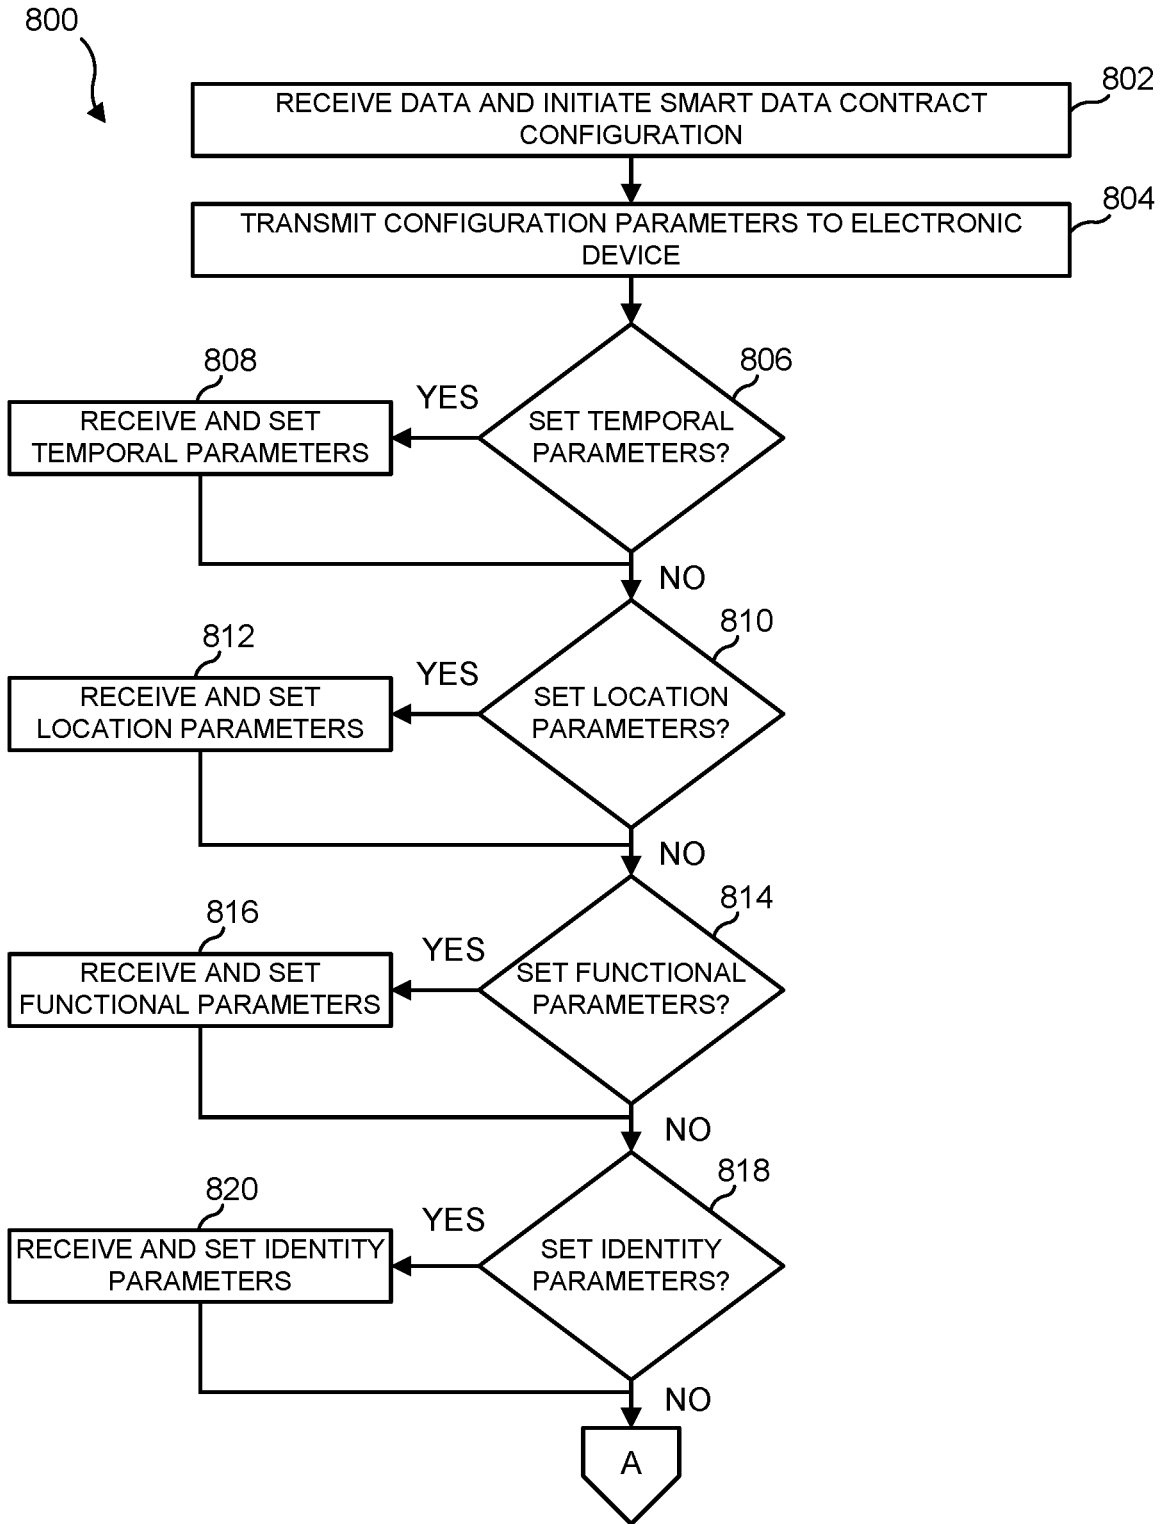 800
802
RECEIVE DATA AND INITIATE SMART DATA CONTRACT
CONFIGURATION
804
TRANSMIT CONFIGURATION PARAMETERS TO ELECTRONIC
DEVICE
806
SET TEMPORAL
PARAMETERS?
YES
808
RECEIVE AND SET
TEMPORAL PARAMETERS
NO
810
SET LOCATION
PARAMETERS?
YES
812
RECEIVE AND SET
LOCATION PARAMETERS
NO
814
SET FUNCTIONAL
PARAMETERS?
YES
816
RECEIVE AND SET
FUNCTIONAL PARAMETERS
NO
818
SET IDENTITY
PARAMETERS?
YES
820
RECEIVE AND SET IDENTITY
PARAMETERS
NO
A